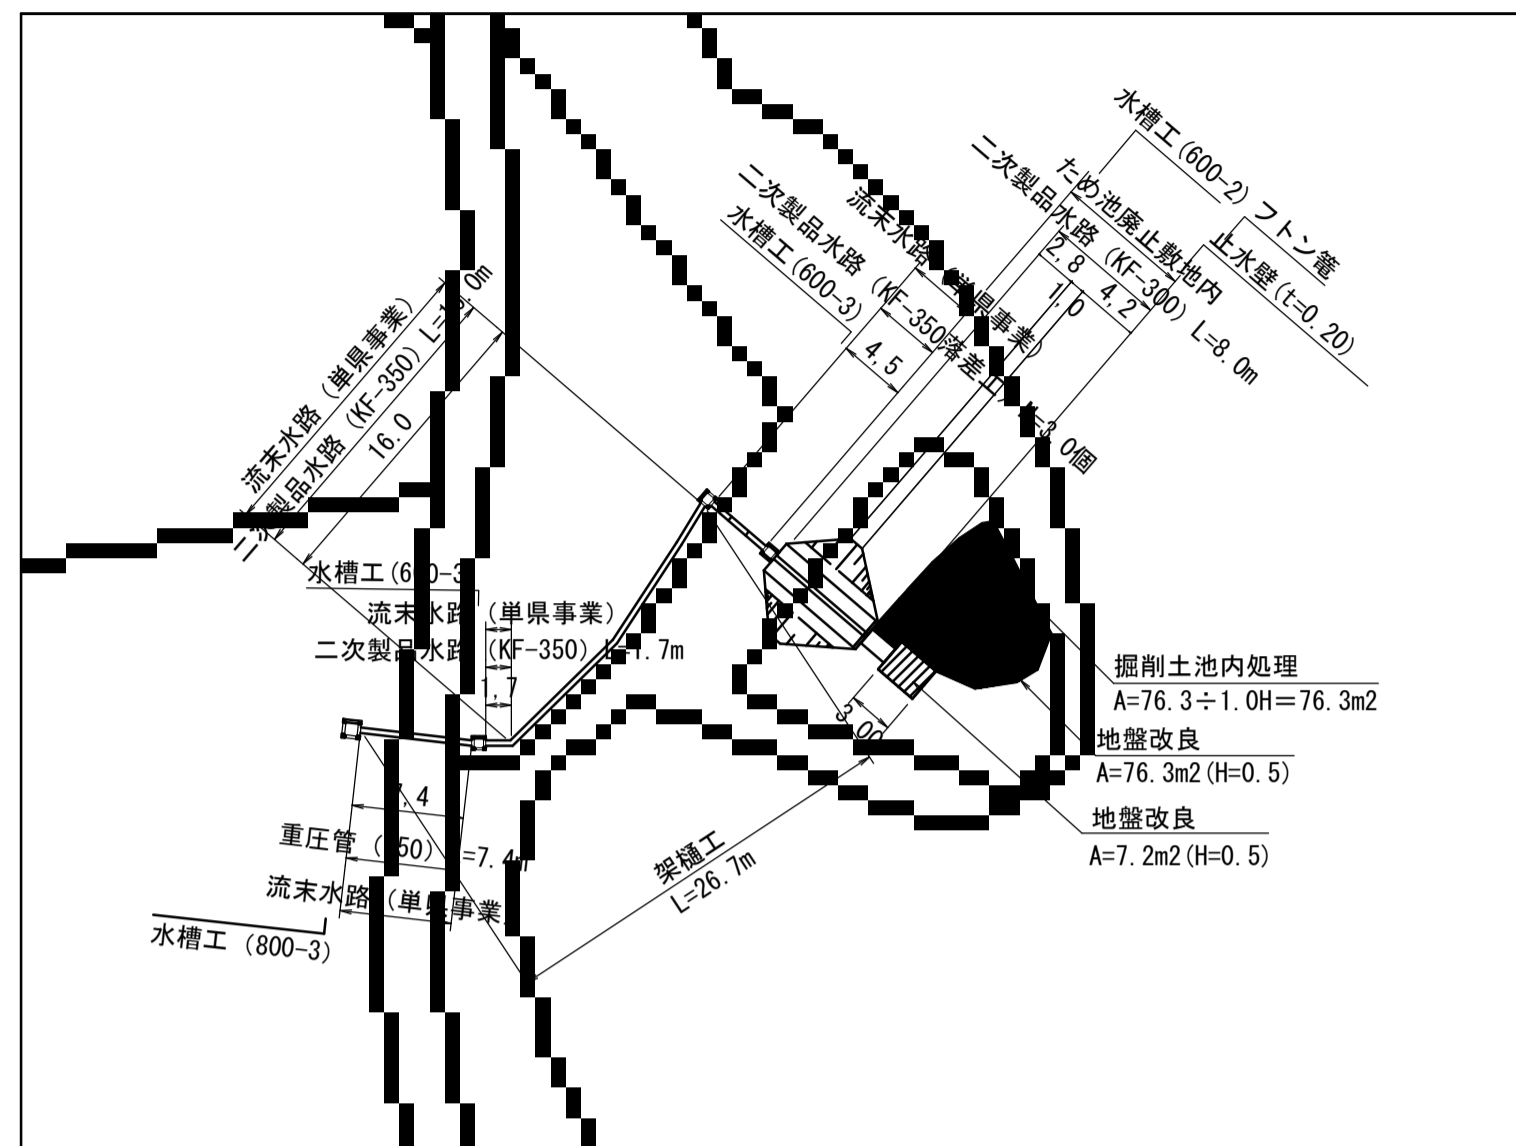 水槽工(600-2)
フトン篭
止水壁(t=0.20)
ため池廃止敷地内
二次製品水路 (KF-300) L=8.0m
2,8
4,2
1,0
流末水路 (単県事業)
二次製品水路 (KF-350落差工)
個
水槽工(600-3)
4,5
流末水路 (単県事業)
二次製品水路 (KF-350)
16.0
水槽工(600-3
流末水路 (単県事業)
二次製品水路 (KF-350) L=1.7m
1,7
3.00
掘削土池内処理
A=76.3÷1.0H=76.3m2
地盤改良
A=76.3m2(H=0.5)
地盤改良
A=7.2m2(H=0.5)
架樋工
L=26.7m
,4
重圧管
=7.4m
流末水路 (単県事業
水槽工 (800-3)